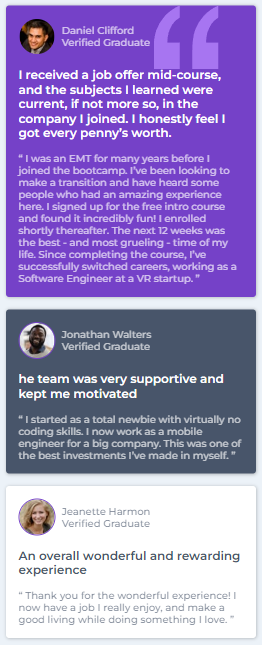 Daniel Clifford
Verified Graduate
I received a job offer mid-course,
and the subjects I learned were
current, if not more so, in the
company I joined. I honestly feel I
got every penny’s worth.
“ I was an EMT for many years before I
joined the bootcamp. I’ve been looking to
make a transition and have heard some
people who had an amazing experience
here. I signed up for the free intro course
and found it incredibly fun! I enrolled
shortly thereafter. The next 12 weeks was
the best - and most grueling - time of my
life. Since completing the course, I’ve
successfully switched careers, working as a
Software Engineer at a VR startup. ”
Jonathan Walters
Verified Graduate
he team was very supportive and
kept me motivated
“ I started as a total newbie with virtually no
coding skills. I now work as a mobile
engineer for a big company. This was one of
the best investments I’ve made in myself. ”
Jeanette Harmon
Verified Graduate
An overall wonderful and rewarding
experience
“ Thank you for the wonderful experience! I
now have a job I really enjoy, and make a
good living while doing something I love. ”